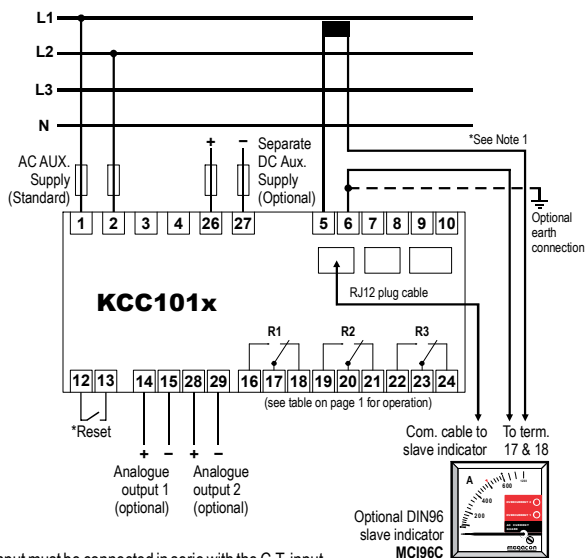 L1
L2
L3
N
AC AUX.
Supply
(Standard)
+ −
Separate
DC Aux.
Supply
(Optional)
*See Note 1
Optional
earth
connection
1 2 3 4 26 27 5 6 7 8 9 10
RJ12 plug cable
KCC101x
R1 R2 R3
12 13 14 15 28 29 16 17 18 19 20 21 22 23 24
(see table on page 1 for operation)
*Reset
+ − + −
Analogue
output 1
(optional)
Analogue
output 2
(optional)
Com. cable to
slave indicator
To term.
17 & 18
Optional DIN96
slave indicator
MCI96C
A
200
400
600
megacon